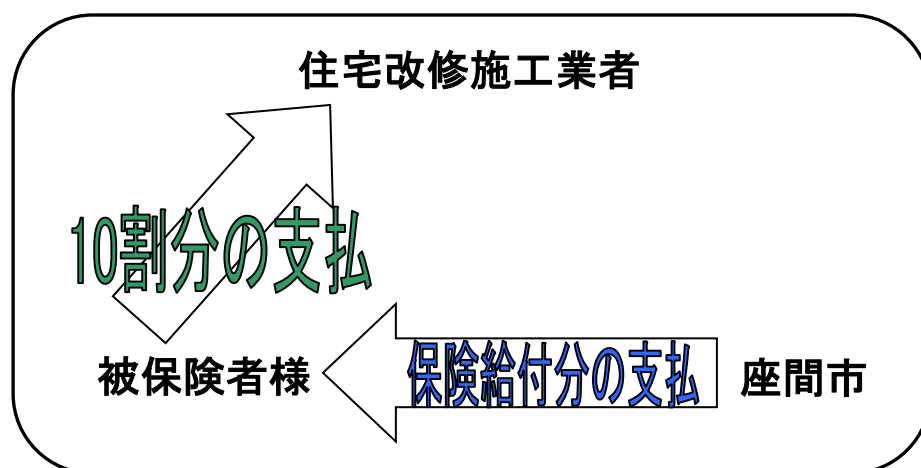 住宅改修施工業者
10割分の支払
被保険者様
保険給付分の支払
座間市